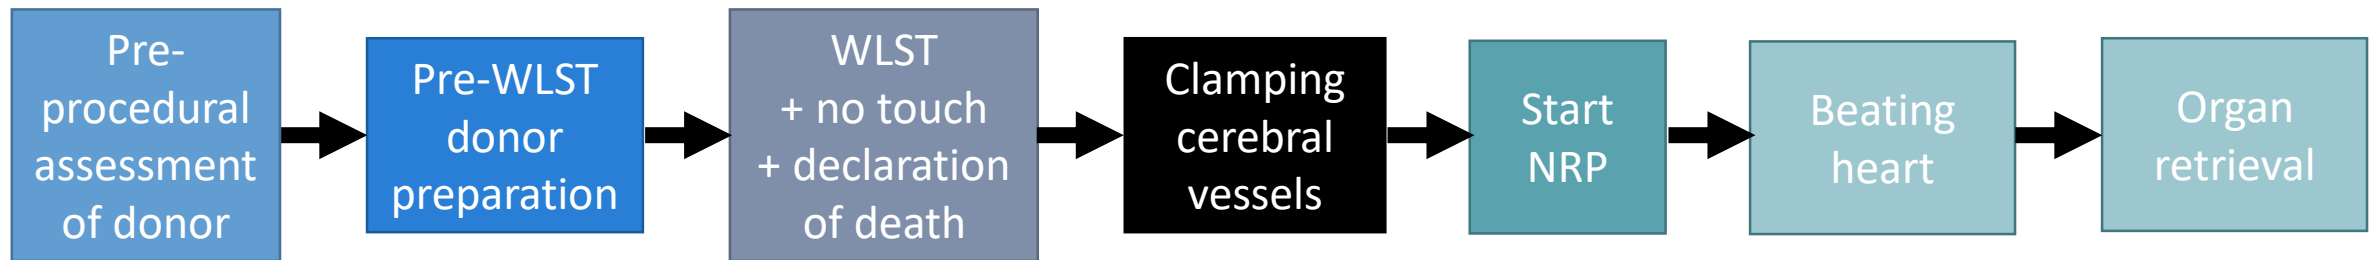 Pre-
procedural
assessment
of donor
Pre-WLST
donor
preparation
WLST
+ no touch
+ declaration
of death
Clamping
cerebral
vessels
Start
NRP
Beating
heart
Organ
retrieval